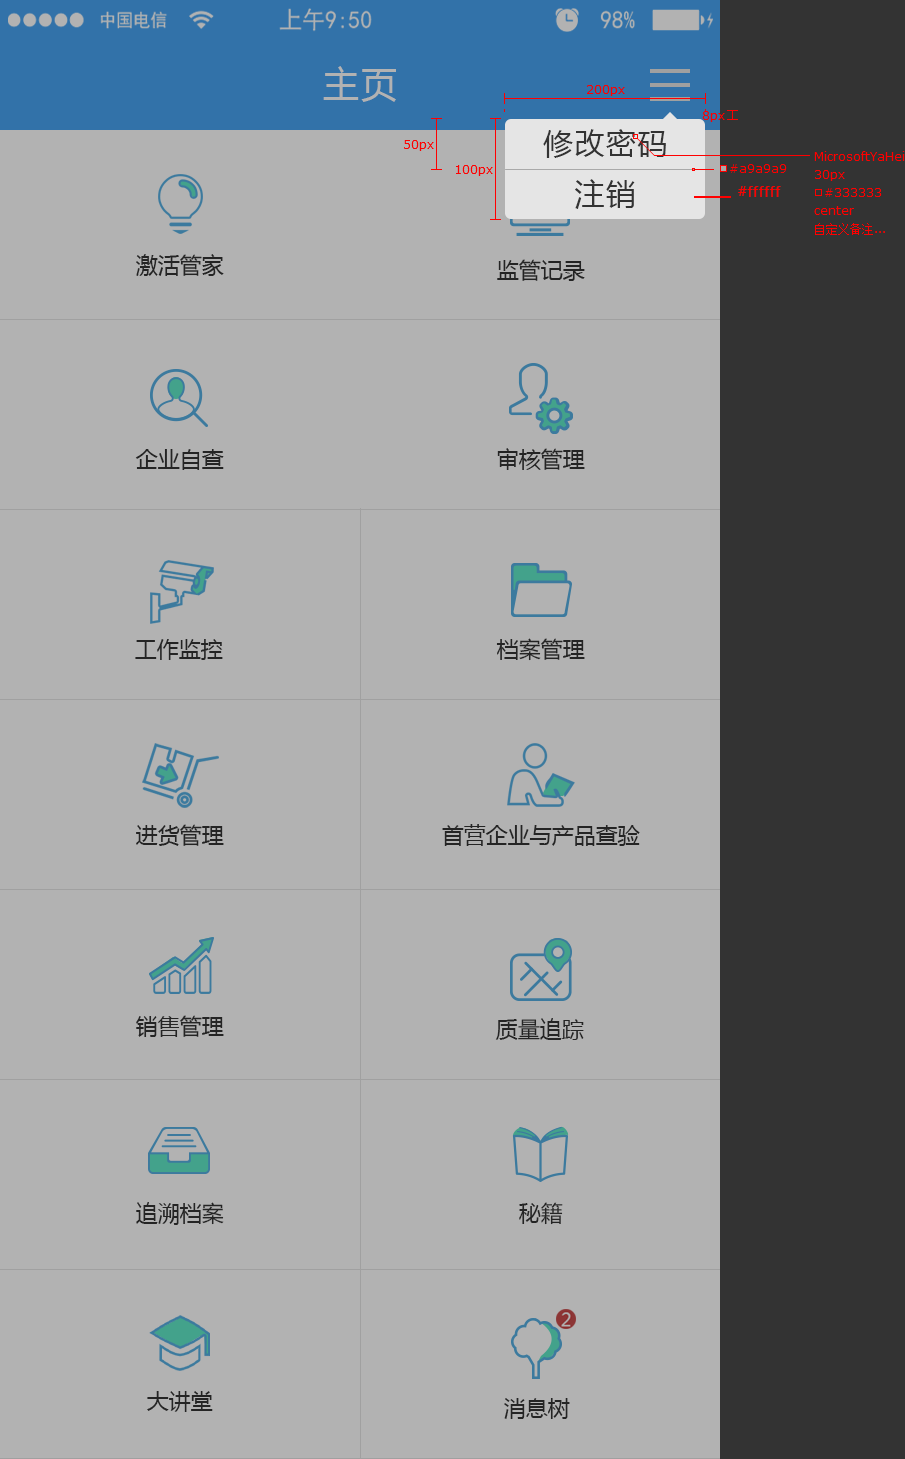 中国电信 上午9:50 98%
主页
200px
8px
50px
100px
修改密码
注销
#a9a9a9
#ffffff
MicrosoftYaHei
30px
#333333
center
自定义备注...
激活管家 监管记录
企业自查 审核管理
工作监控 档案管理
进货管理 首营企业与产品查验
销售管理 质量追踪
追溯档案 秘籍
2
大讲堂 消息树